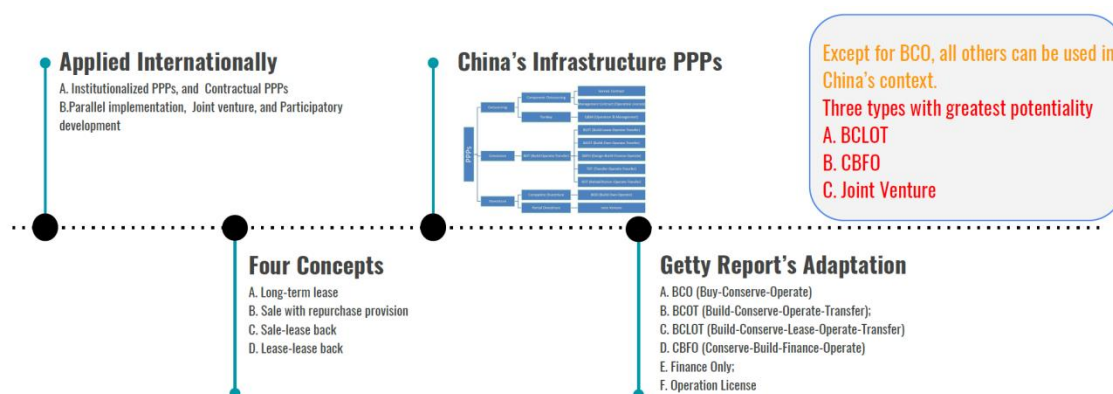 Applied Internationally
A. Institutionalized PPPs, and Contractual PPPs
B.Parallel implementation, Joint venture, and Participatory
development
China's Infrastructure PPPs
PPPs
Except for BCO, all others can be used in
China's context.
Three types with greatest potentiality
A. BCLOT
B. CBFO
C. Joint Venture
Four Concepts
A. Long-term lease
B. Sale with repurchase provision
C. Sale-lease back
D. Lease-lease back
Getty Report's Adaptation
A. BCO (Buy-Conserve-Operate)
B. BCOT (Build-Conserve-Operate-Transfer);
C. BCLOT (Build-Conserve-Lease-Operate-Transfer)
D. CBFO (Conserve-Build-Finance-Operate)
E. Finance Only;
F. Operation License